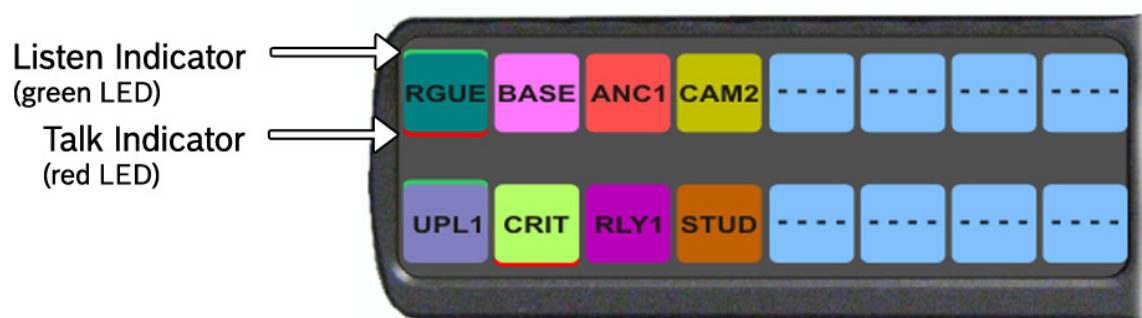 Listen Indicator
(green LED)
Talk Indicator
(red LED)
RGUE BASE ANC1 CAM2 ---- ---- ---- ----
UPL1 CRIT RLY1 STUD ---- ---- ---- ----